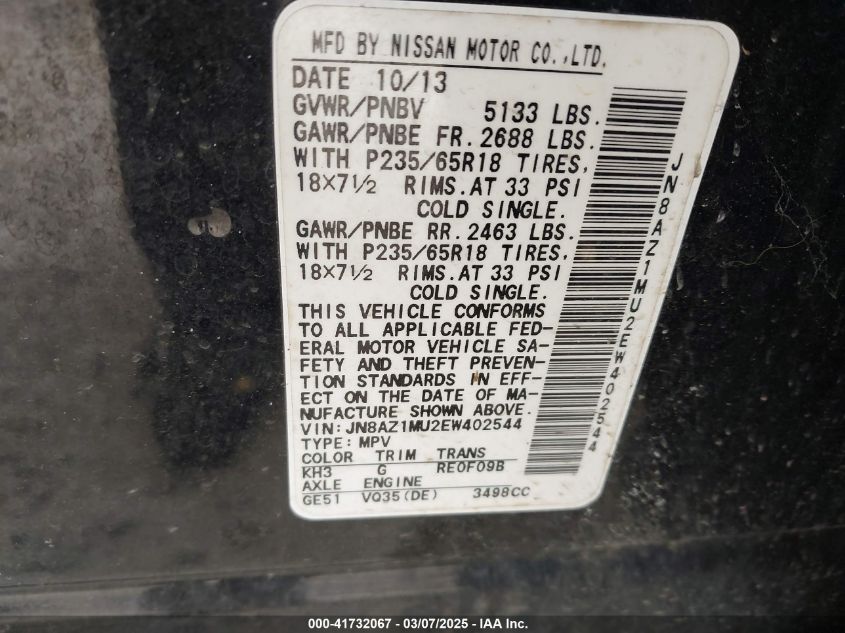 MFD BY NISSAN MOTOR CO.,LTD.
DATE 10/13
GVWR/PNBV 5133 LBS.
GAWR/PNBE FR. 2688 LBS.
WITH P235/65R18 TIRES,
18X7½ RIMS.AT 33 PSI
COLD SINGLE.
GAWR/PNBE RR. 2463 LBS.
WITH P235/65R18 TIRES,
18X7½ RIMS.AT 33 PSI
COLD SINGLE.
THIS VEHICLE CONFORMS
TO ALL APPLICABLE FED-
ERAL MOTOR VEHICLE SA-
FETY AND THEFT PREVEN-
TION STANDARDS IN EFF-
ECT ON THE DATE OF MA-
NUFACTURE SHOWN ABOVE.
VIN: JN8AZ1MU2EW402544
TYPE: MPV
COLOR TRIM TRANS
KH3 G RE0F09B
AXLE ENGINE
GE51 VQ35(DE) 3498CC
JN8AZ1MU2EW402544
000-41732067 - 03/07/2025 - COPYRIGHT IAA, INC.